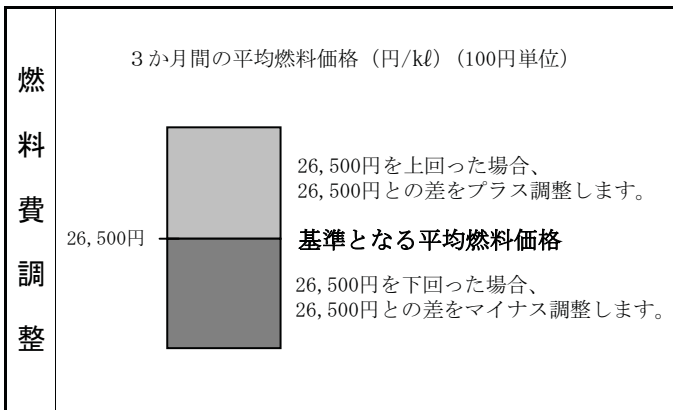 燃料費調整
3か月間の平均燃料価格（円/kℓ）（100円単位）
26,500円を上回った場合、
26,500円との差をプラス調整します。
26,500円
基準となる平均燃料価格
26,500円を下回った場合、
26,500円との差をマイナス調整します。